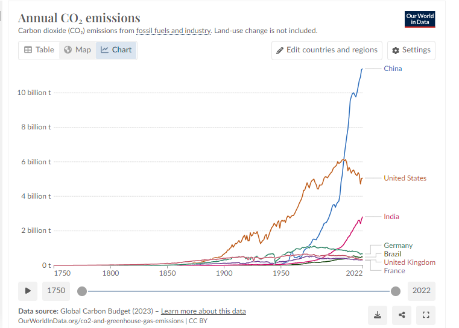 Annual CO₂ emissions
Our World
in Data
Carbon dioxide (CO₂) emissions from fossil fuels and industry. Land-use change is not included.
Table
Map
Chart
Edit countries and regions
Settings
China
10 billion t
8 billion t
6 billion t
United States
4 billion t
India
2 billion t
Germany
Brazil
United Kingdom
France
0 t
1750
1800
1850
1900
1950
2022
1750
2022
Data source: Global Carbon Budget (2023) – Learn more about this data
OurWorldInData.org/co2-and-greenhouse-gas-emissions | CC BY